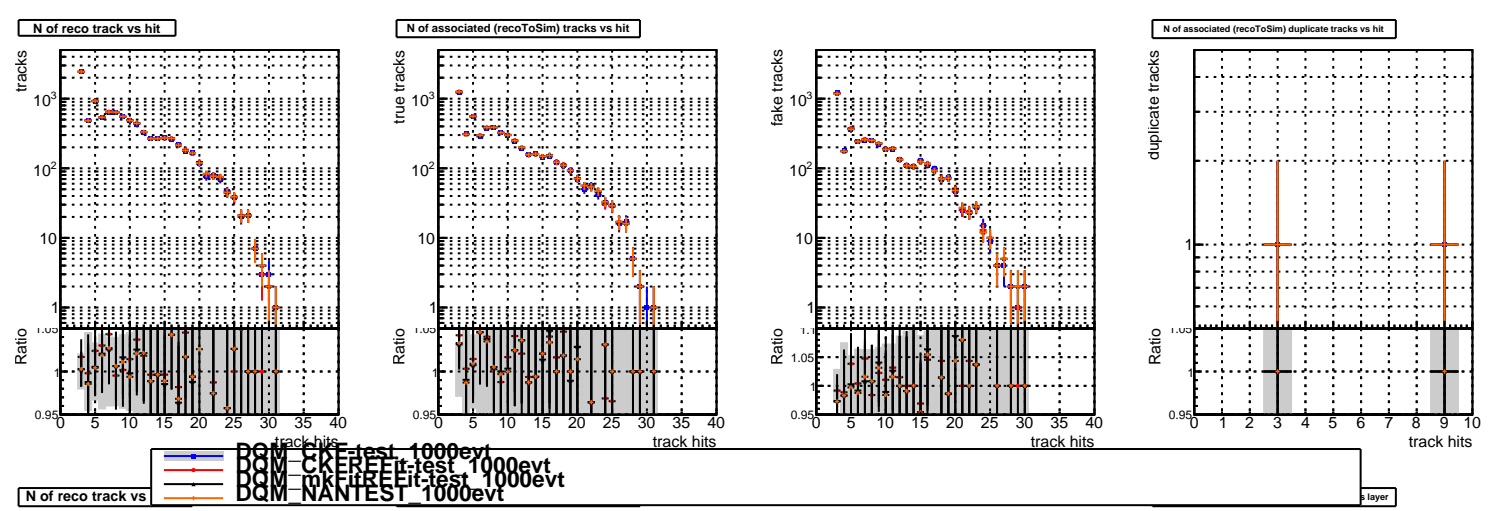 N of reco track vs hit
N of associated (recoToSim) tracks vs hit
N of associated (recoToSim) duplicate tracks vs hit
tracks
10³
10²
10
1
Ratio
1.05
1
0.95
0 5 10 15 20 25 30 35 40
track hits
true tracks
10³
10²
10
1
Ratio
1.05
1
0.95
0 5 10 15 20 25 30 35 40
track hits
fake tracks
10³
10²
10
1
Ratio
1.1
1.05
1
0.95
0 5 10 15 20 25 30 35 40
track hits
duplicate tracks
1
Ratio
1.05
1
0.95
0 1 2 3 4 5 6 7 8 9 10
track hits
DQM_CKF-test_1000evt
DQM_CKFREFit-test_1000evt
DQM_mkFitREFit-test_1000evt
DQM_NANTEST_1000evt
N of reco track vs
s layer